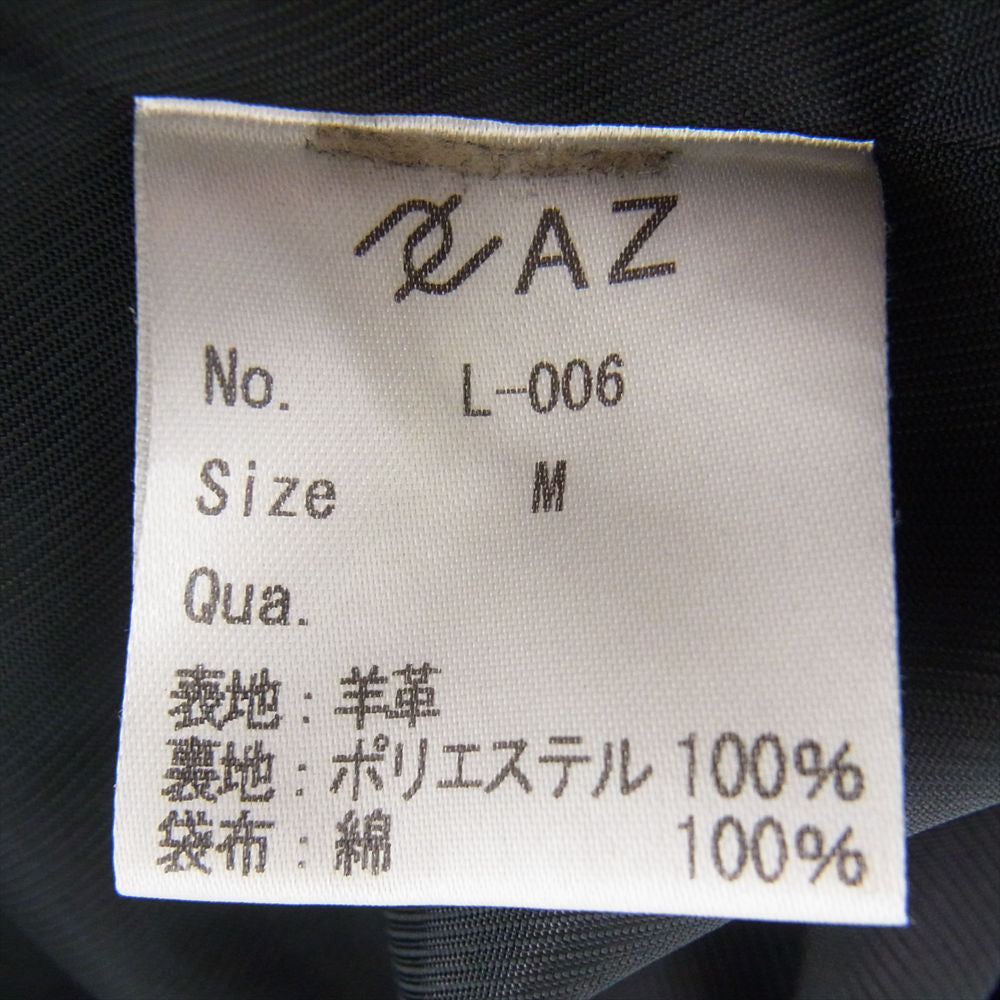 AZ
No. L-006
Size M
Qua.
表地:羊革
裏地:ポリエステル 100%
袋布:綿 100%